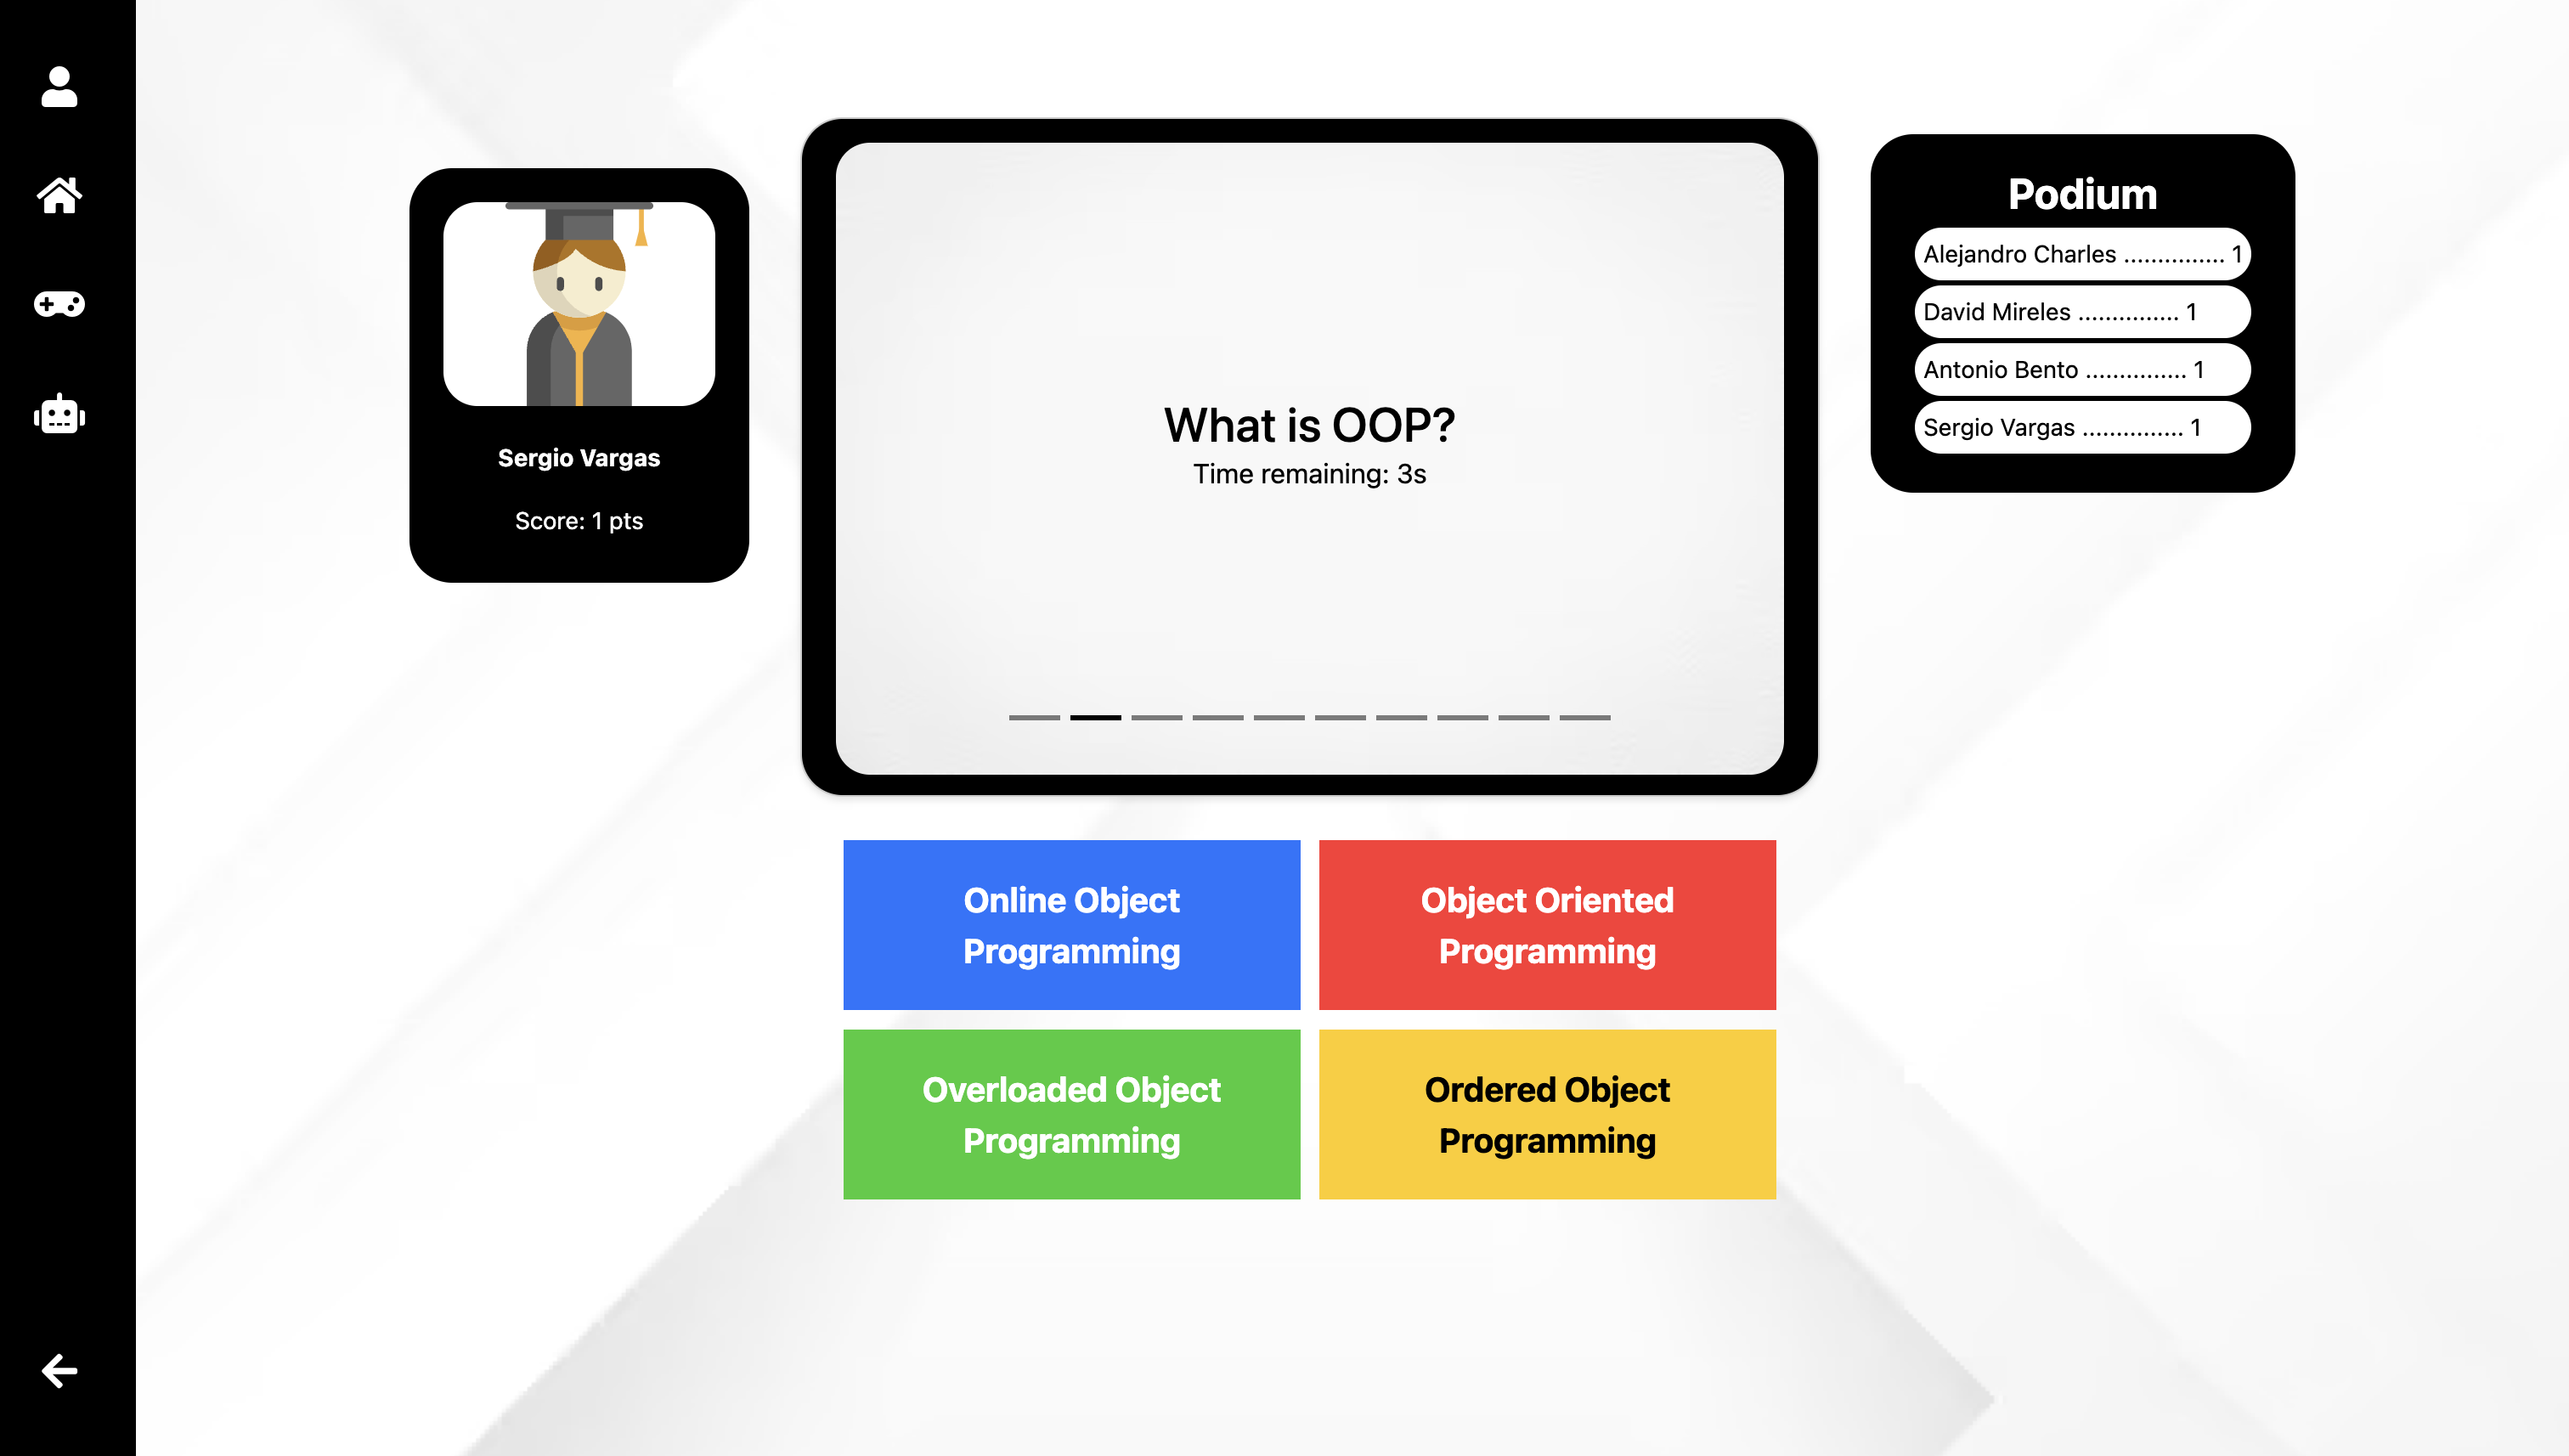 Sergio Vargas
Score: 1 pts
What is OOP?
Time remaining: 3s
Podium
Alejandro Charles ............... 1
David Mireles ............... 1
Antonio Bento ............... 1
Sergio Vargas ............... 1
Online Object
Programming
Object Oriented
Programming
Overloaded Object
Programming
Ordered Object
Programming